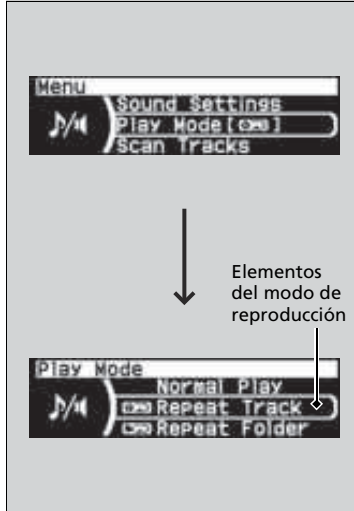 Menu
Sound Settings
Play Mode[ ]
Scan Tracks
Elementos
del modo de
reproducción
Play Mode
Normal Play
Repeat Track
Repeat Folder